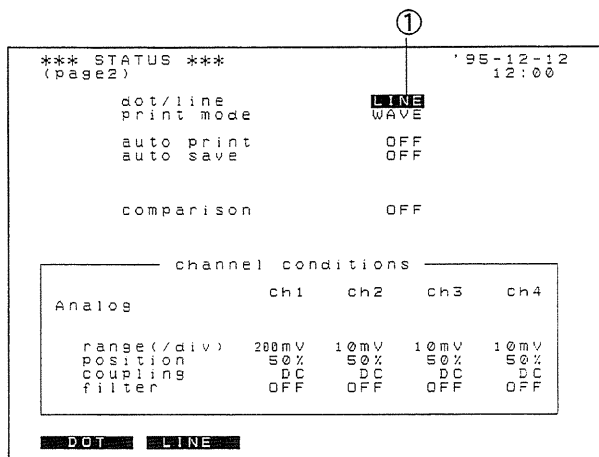 ①
*** STATUS *** '95-12-12
(page2) 12:00
dot/line LINE
print mode WAVE
auto print OFF
auto save OFF
comparison OFF
channel conditions
ch1 ch2 ch3 ch4
Analog
range(/div) 200mV 10mV 10mV 10mV
position 50% 50% 50% 50%
coupling DC DC DC DC
filter OFF OFF OFF OFF
DOT LINE